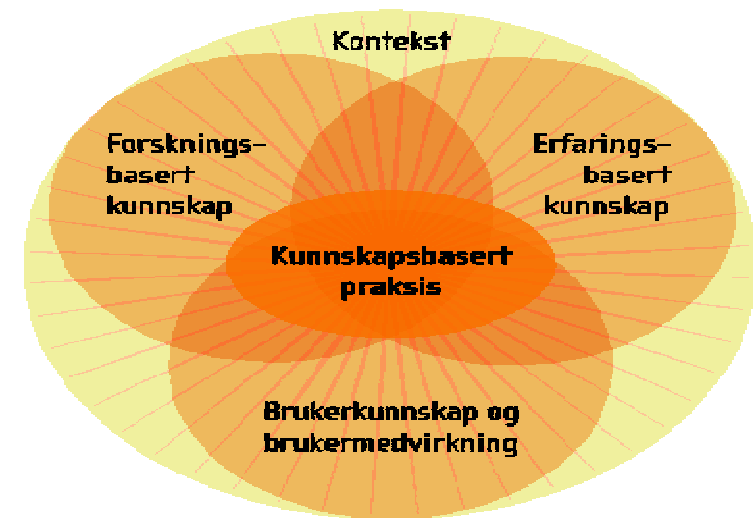 Kontekst
Forsknings-
basert
kunnskap
Erfarings-
basert
kunnskap
Kunnskapsbasert
praksis
Brukerkunnskap og
brukermedvirkning